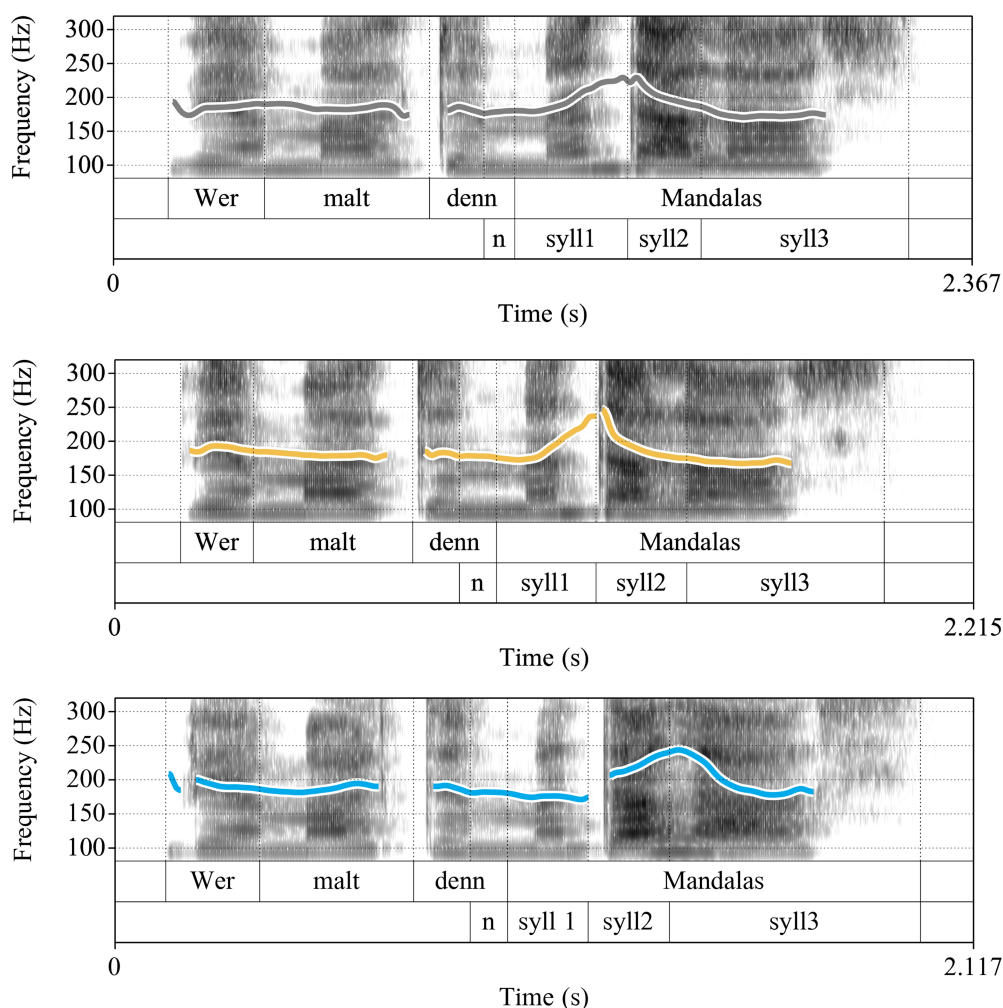 Frequency (Hz)
300
250
200
150
100
Wer malt denn Mandalas
n syll1 syll2 syll3
0 2.367
Time (s)
Frequency (Hz)
300
250
200
150
100
Wer malt denn Mandalas
n syll1 syll2 syll3
0 2.215
Time (s)
Frequency (Hz)
300
250
200
150
100
Wer malt denn Mandalas
n syll 1 syll2 syll3
0 2.117
Time (s)